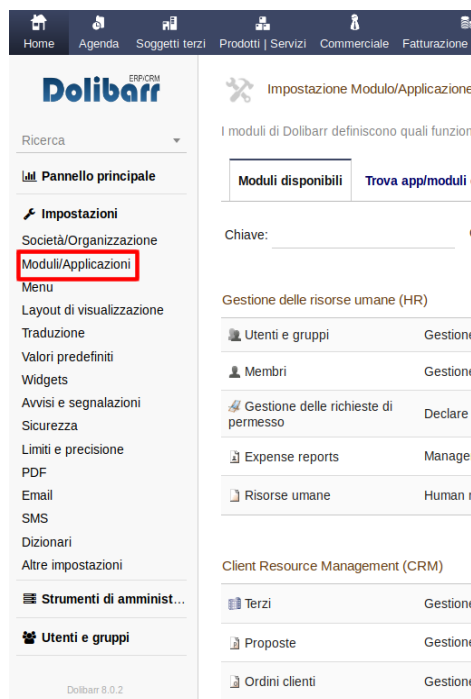 Home Agenda Soggetti terzi Prodotti | Servizi Commerciale Fatturazione
Dolibarr
ERP/CRM
Ricerca
Pannello principale
Impostazioni
Società/Organizzazione
Moduli/Applicazioni
Menu
Layout di visualizzazione
Traduzione
Valori predefiniti
Widgets
Avvisi e segnalazioni
Sicurezza
Limiti e precisione
PDF
Email
SMS
Dizionari
Altre impostazioni
Strumenti di amminist...
Utenti e gruppi
Dolibarr 8.0.2
Impostazione Modulo/Applicazione
I moduli di Dolibarr definiscono quali funzion
Moduli disponibili Trova app/moduli
Chiave:
Gestione delle risorse umane (HR)
Utenti e gruppi Gestione
Membri Gestione
Gestione delle richieste di
permesso Declare
Expense reports Manage
Risorse umane Human
Client Resource Management (CRM)
Terzi Gestione
Proposte Gestione
Ordini clienti Gestione